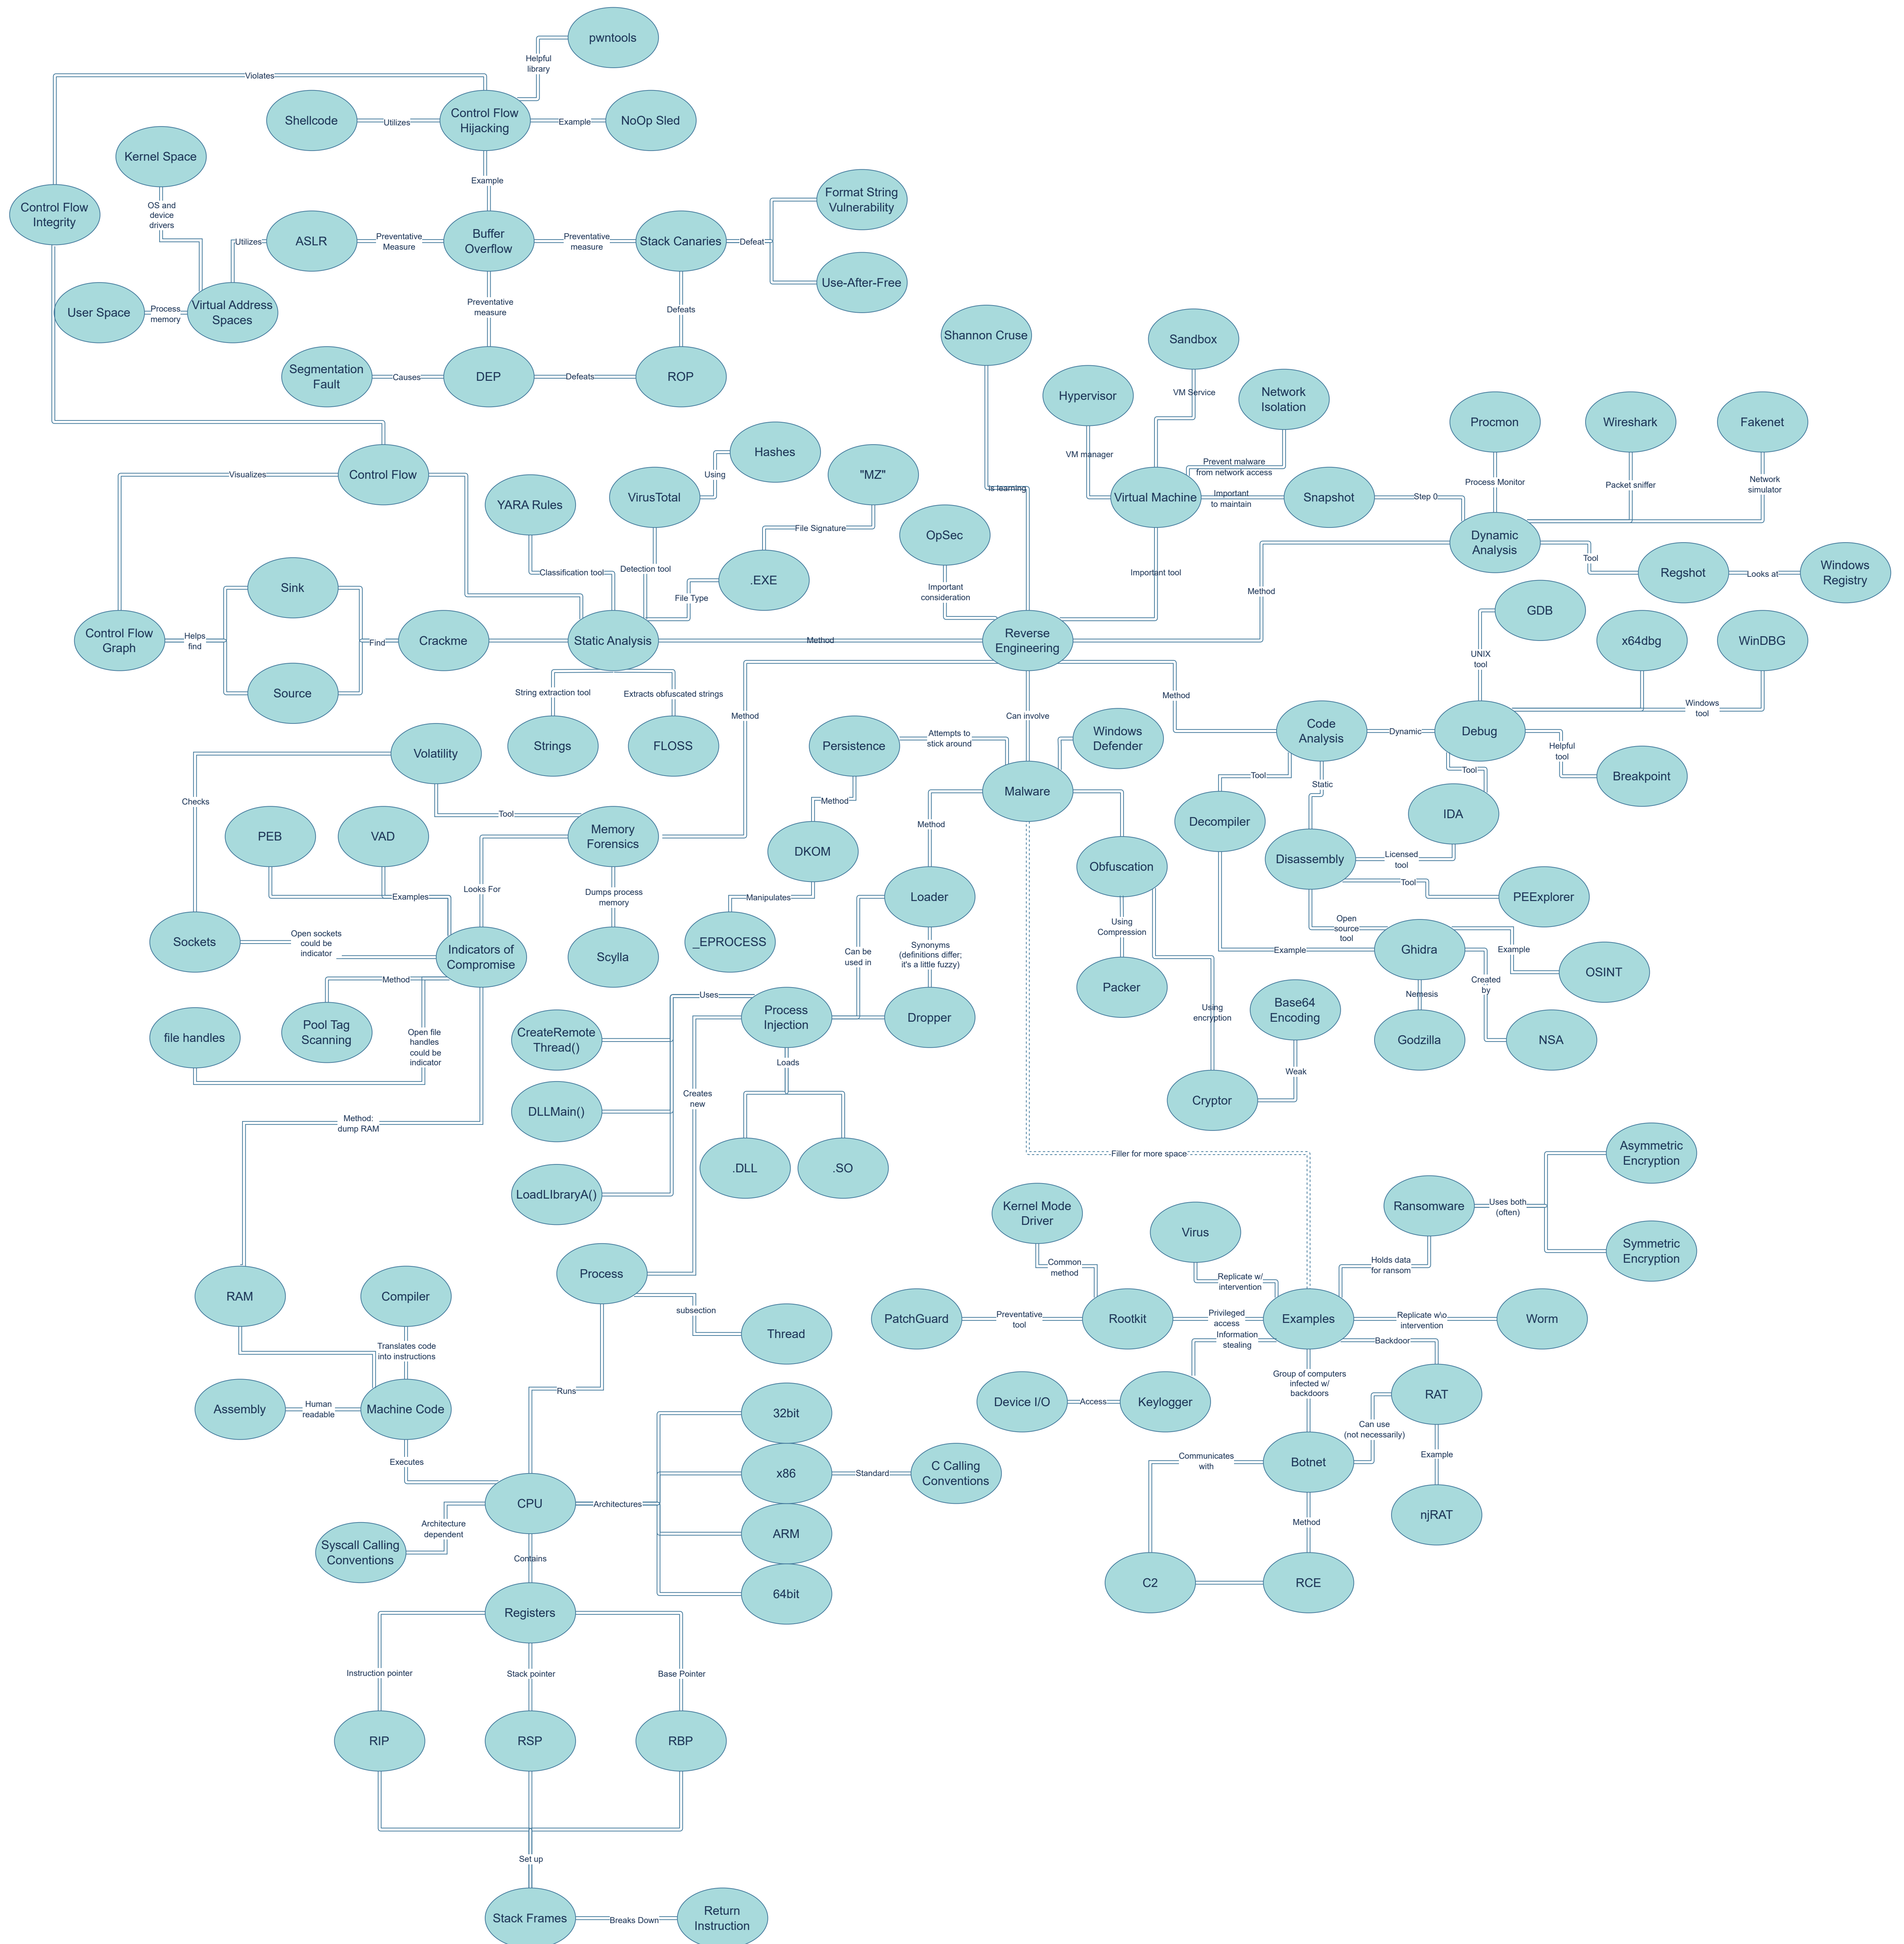 pwntools
Helpful
library
Violates
Shellcode
Utilizes
Control Flow
Hijacking
Example
NoOp Sled
Kernel Space
OS and
device
drivers
Example
Control Flow
Integrity
Format String
Vulnerability
Utilizes
ASLR
Preventative
Measure
Buffer
Overflow
Preventative
measure
Stack Canaries
Defeat
Use-After-Free
User Space
Process
memory
Virtual Address
Spaces
Preventative
measure
Defeats
Segmentation
Fault
Causes
DEP
Defeats
ROP
Shannon Cruse
Sandbox
Hypervisor
VM Service
Network
Isolation
Procmon
Wireshark
Fakenet
VM manager
Prevent malware
from network access
Process Monitor
Packet sniffer
Network
simulator
Visualizes
Control Flow
YARA Rules
VirusTotal
Using
Hashes
"MZ"
is learning
Virtual Machine
Important
to maintain
Snapshot
Step 0
File Signature
OpSec
Dynamic
Analysis
Tool
Regshot
Looks at
Windows
Registry
Classification tool
Detection tool
.EXE
File Type
Important
consideration
Important tool
Method
Sink
Control Flow
Graph
Helps
find
Find
Crackme
Static Analysis
Method
Reverse
Engineering
GDB
x64dbg
WinDBG
UNIX
tool
Source
String extraction tool
Extracts obfuscated strings
Method
Can involve
Method
Windows
tool
Strings
FLOSS
Volatility
Persistence
Attempts to
stick around
Windows
Defender
Code
Analysis
Dynamic
Debug
Helpful
tool
Breakpoint
Checks
Tool
Method
Malware
Tool
Static
Tool
IDA
PEB
VAD
Memory
Forensics
Method
Decompiler
DKOM
Obfuscation
Disassembly
Licensed
tool
Looks For
Examples
Dumps process
memory
Manipulates
Loader
Tool
PEExplorer
Sockets
Open sockets
could be
indicator
Indicators of
Compromise
Scylla
_EPROCESS
Can be
used in
Synonyms
(definitions differ;
it's a little fuzzy)
Using
Compression
Open
source
tool
Example
Ghidra
Example
OSINT
Method
Uses
Packer
Nemesis
Created
by
file handles
Pool Tag
Scanning
Open file
handles
could be
indicator
CreateRemote
Thread()
Process
Injection
Dropper
Using
encryption
Base64
Encoding
Godzilla
NSA
Loads
Weak
DLLMain()
Creates
new
Cryptor
Method:
dump RAM
.DLL
.SO
Filler for more space
Asymmetric
Encryption
LoadLIbraryA()
Kernel Mode
Driver
Virus
Ransomware
Uses both
(often)
Symmetric
Encryption
Process
Common
method
Replicate w/
intervention
Holds data
for ransom
RAM
Compiler
subsection
Thread
PatchGuard
Preventative
tool
Rootkit
Privileged
access
Examples
Replicate w\o
intervention
Worm
Information
stealing
Backdoor
Translates code
into instructions
Runs
Group of computers
infected w/
backdoors
RAT
Assembly
Human
readable
Machine Code
32bit
Device I/O
Access
Keylogger
Can use
(not necessarily)
Executes
x86
Standard
C Calling
Conventions
Communicates
with
Botnet
Example
CPU
Architectures
njRAT
Architecture
dependent
ARM
Method
Syscall Calling
Conventions
Contains
64bit
C2
RCE
Registers
Instruction pointer
Stack pointer
Base Pointer
RIP
RSP
RBP
Set up
Stack Frames
Breaks Down
Return
Instruction